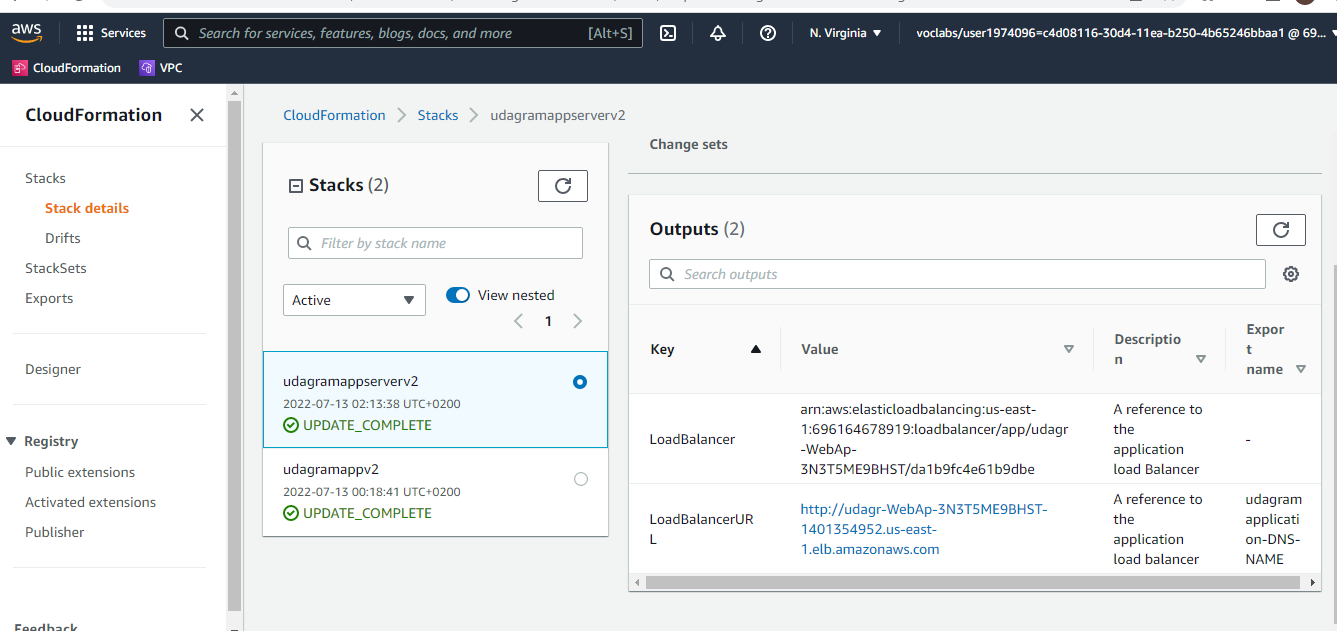 aws
Services
Search for services, features, blogs, docs, and more
[Alt+S]
N. Virginia
voclabs/user1974096=c4d08116-30d4-11ea-b250-4b65246bbaa1 @ 69...
CloudFormation
VPC
CloudFormation
Stacks
Stack details
Drifts
StackSets
Exports
Designer
Registry
Public extensions
Activated extensions
Publisher
Feedback
CloudFormation
Stacks
udagramappserverv2
Stacks (2)
Filter by stack name
Active
View nested
1
udagramappserverv2
2022-07-13 02:13:38 UTC+0200
UPDATE_COMPLETE
udagramappv2
2022-07-13 00:18:41 UTC+0200
UPDATE_COMPLETE
Change sets
Outputs (2)
Search outputs
Key
Value
Descriptio
n
Expor
t
name
LoadBalancer
arn:aws:elasticloadbalancing:us-east-
1:696164678919:loadbalancer/app/udagr
-WebAp-
3N3T5ME9BHST/da1b9fc4e61b9dbe
A reference to
the
application
load Balancer
-
LoadBalancerUR
L
http://udagr-WebAp-3N3T5ME9BHST-
1401354952.us-east-
1.elb.amazonaws.com
A reference to
the
application
load balancer
udagram
applicati
on-DNS-
NAME